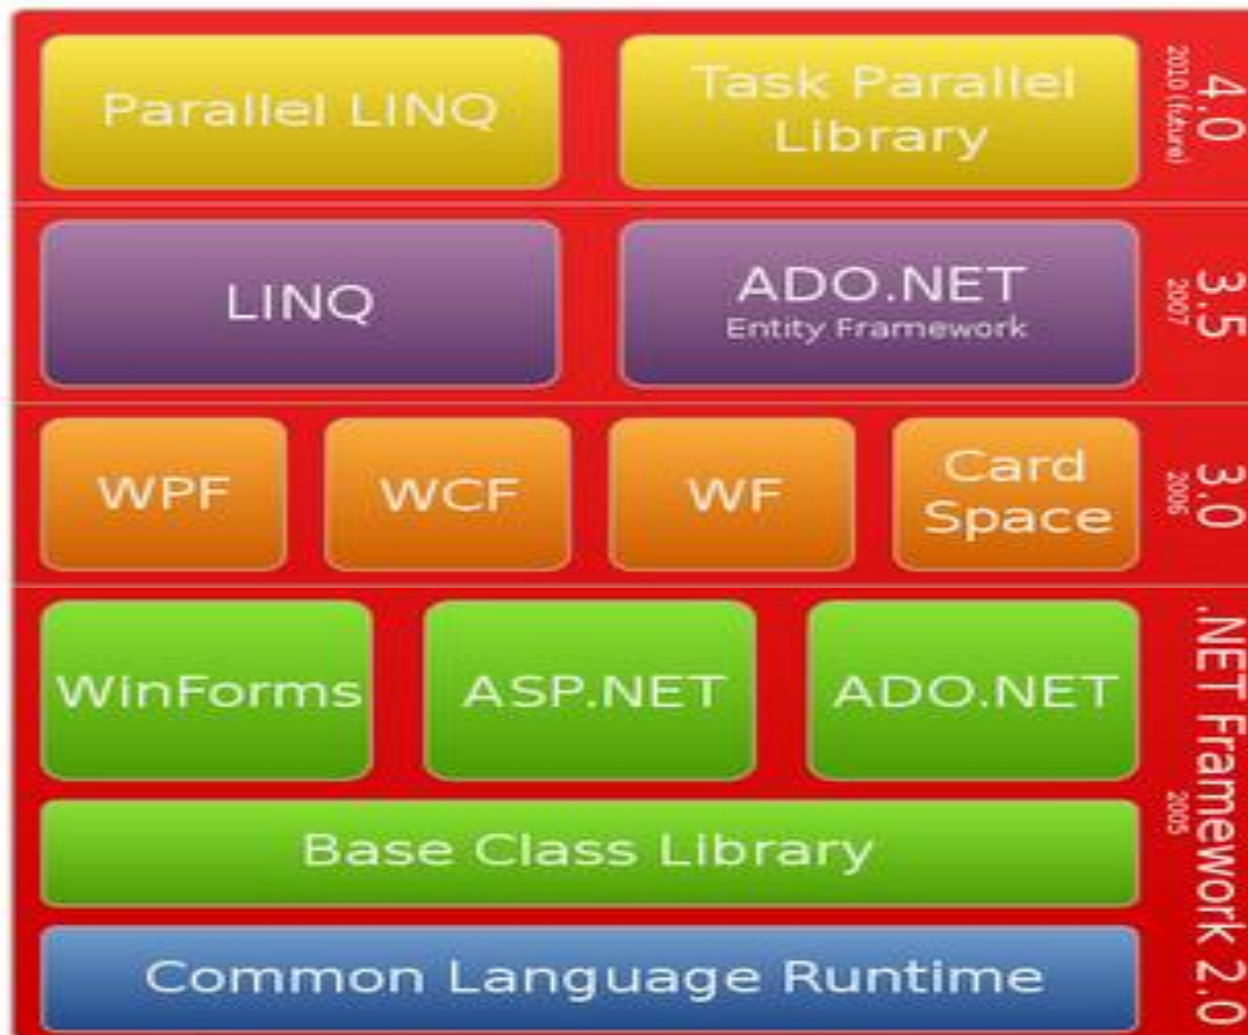 Parallel LINQ
Task Parallel
Library
4.0
2010 (future)
LINQ
ADO.NET
Entity Framework
3.5
2007
WPF
WCF
WF
Card
Space
3.0
2006
WinForms
ASP.NET
ADO.NET
Base Class Library
Common Language Runtime
.NET Framework 2.0
2005